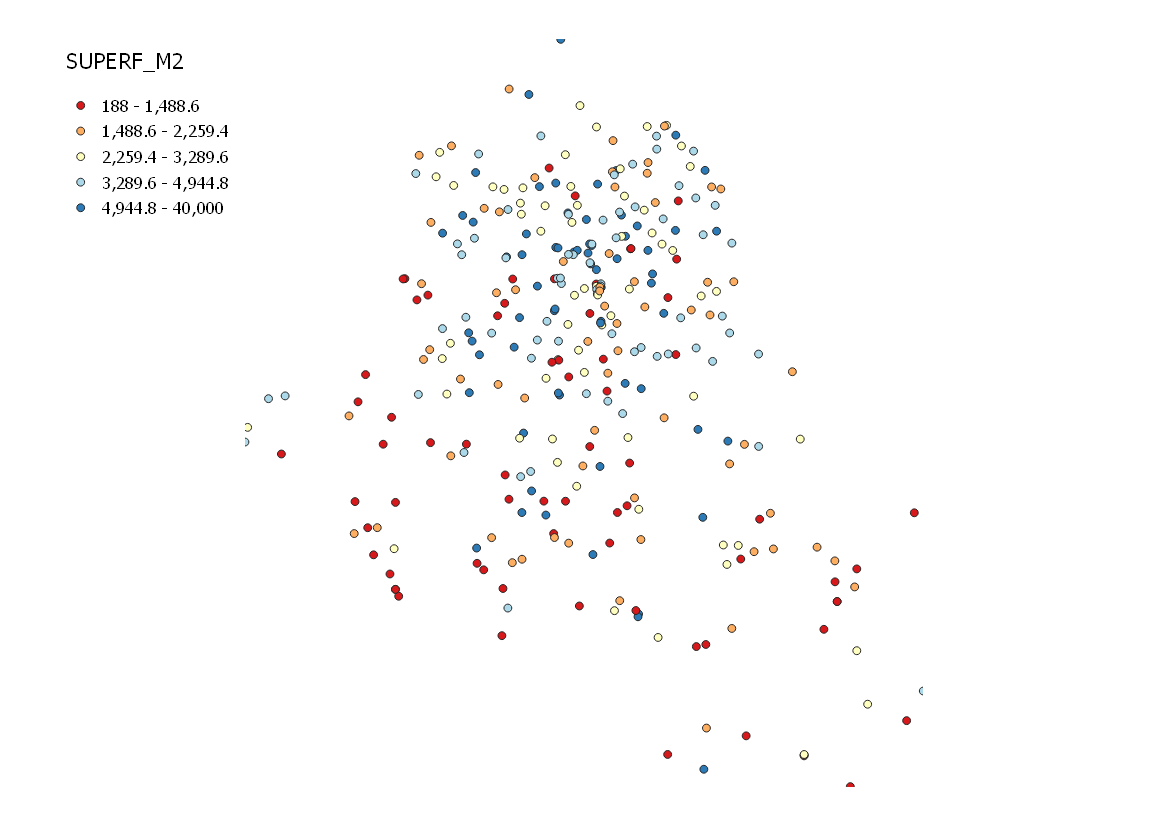 SUPERF_M2
188 - 1,488.6
1,488.6 - 2,259.4
2,259.4 - 3,289.6
3,289.6 - 4,944.8
4,944.8 - 40,000